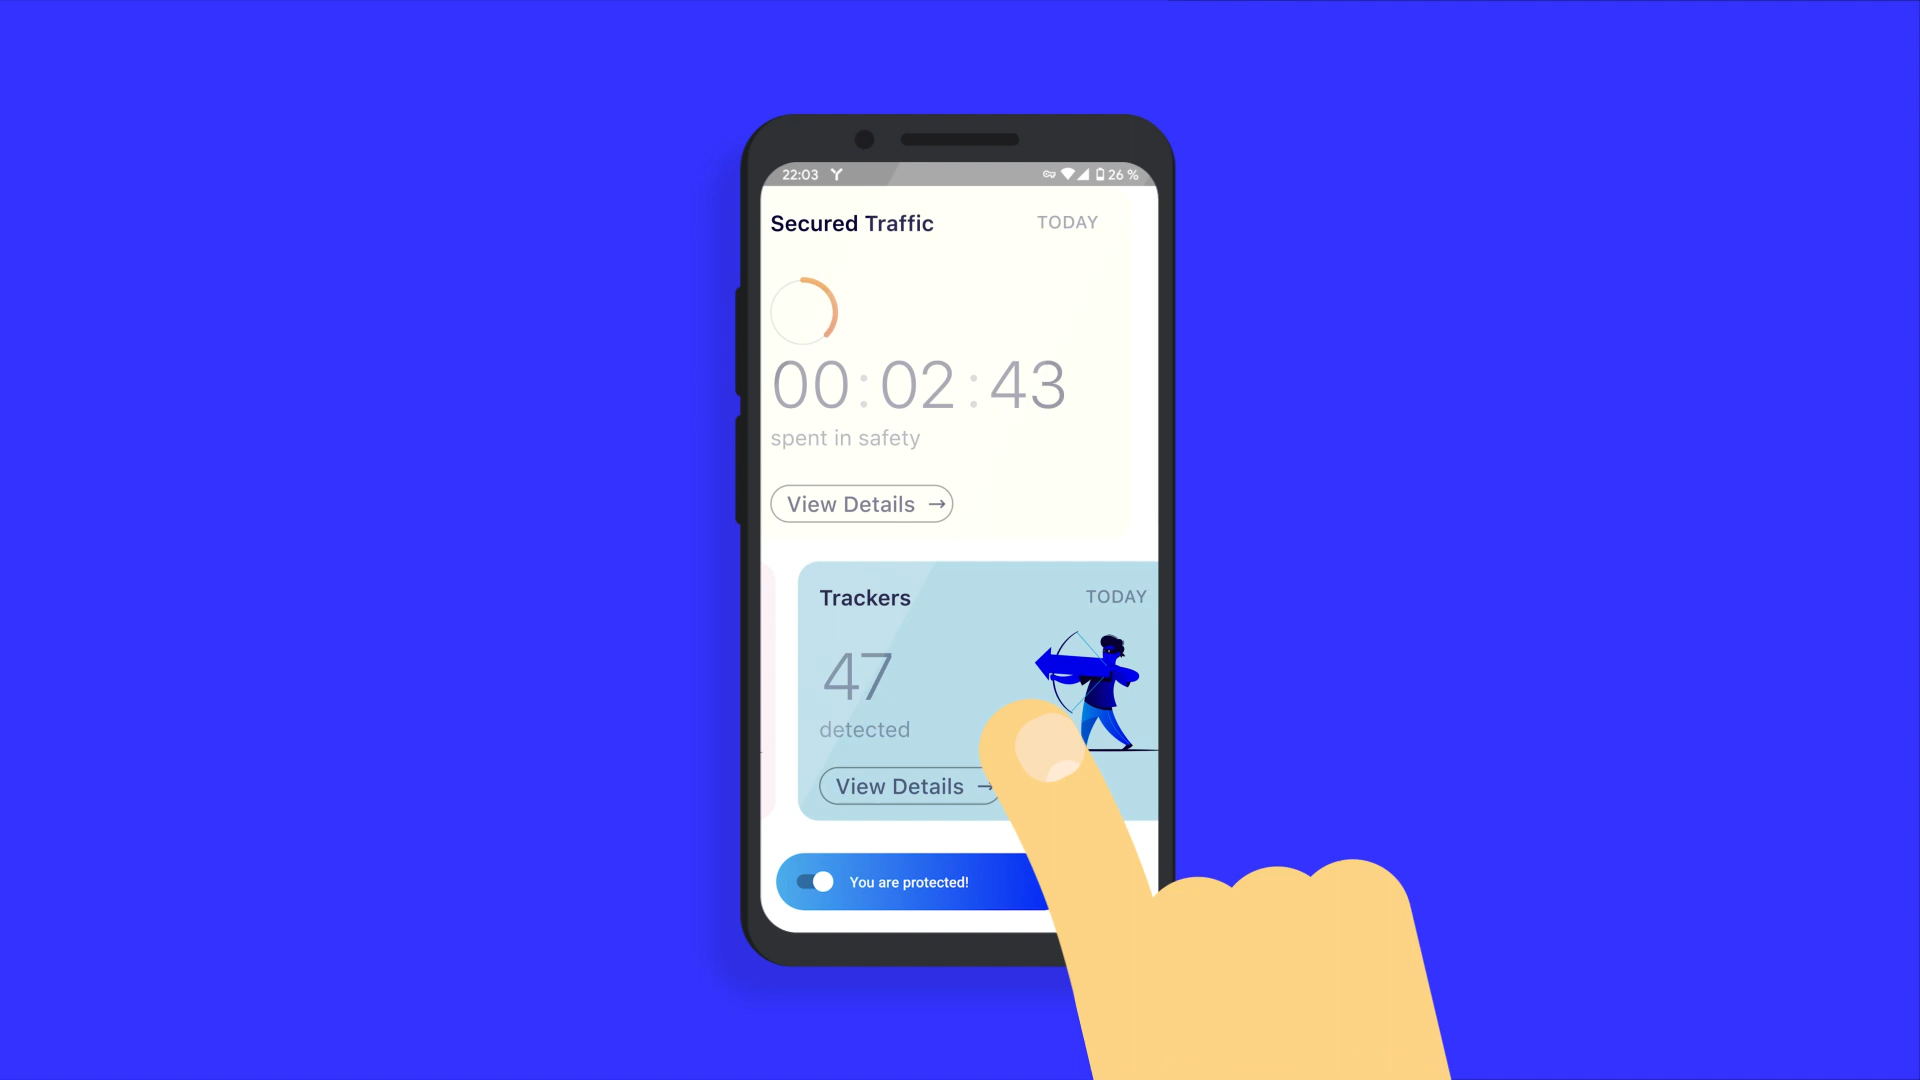 22:03 26 %
Secured Traffic TODAY
00:02:43
spent in safety
View Details →
Trackers TODAY
47
detected
View Details →
You are protected!